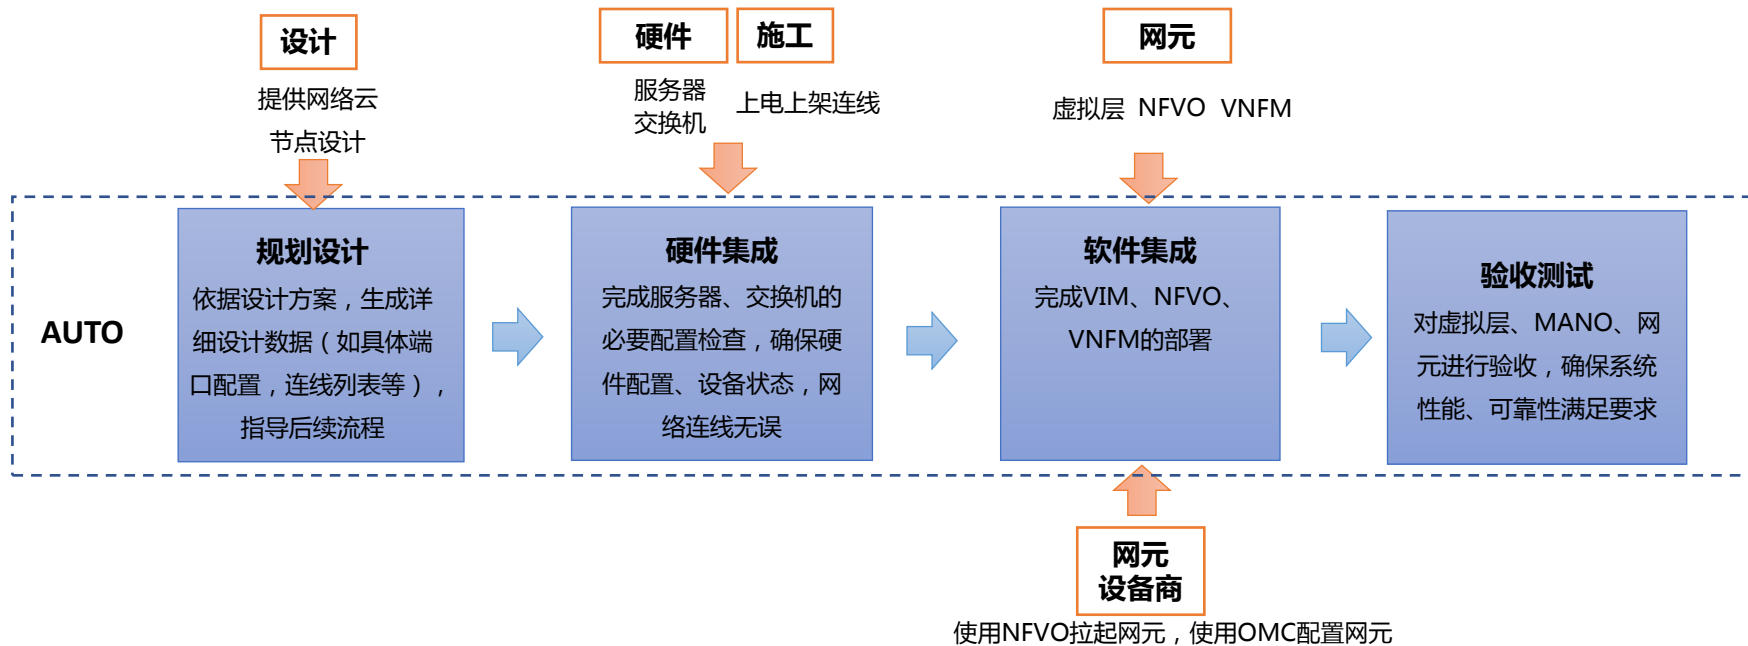 设计
提供网络云
节点设计
硬件
服务器
交换机
施工
上电上架连线
网元
虚拟层 NFVO VNFM
AUTO
规划设计
依据设计方案，生成详
细设计数据（如具体端
口配置，连线列表等），
指导后续流程
硬件集成
完成服务器、交换机的
必要配置检查，确保硬
件配置、设备状态，网
络连线无误
软件集成
完成VIM、NFVO、
VNFM的部署
验收测试
对虚拟层、MANO、网
元进行验收，确保系统
性能、可靠性满足要求
网元
设备商
使用NFVO拉起网元，使用OMC配置网元